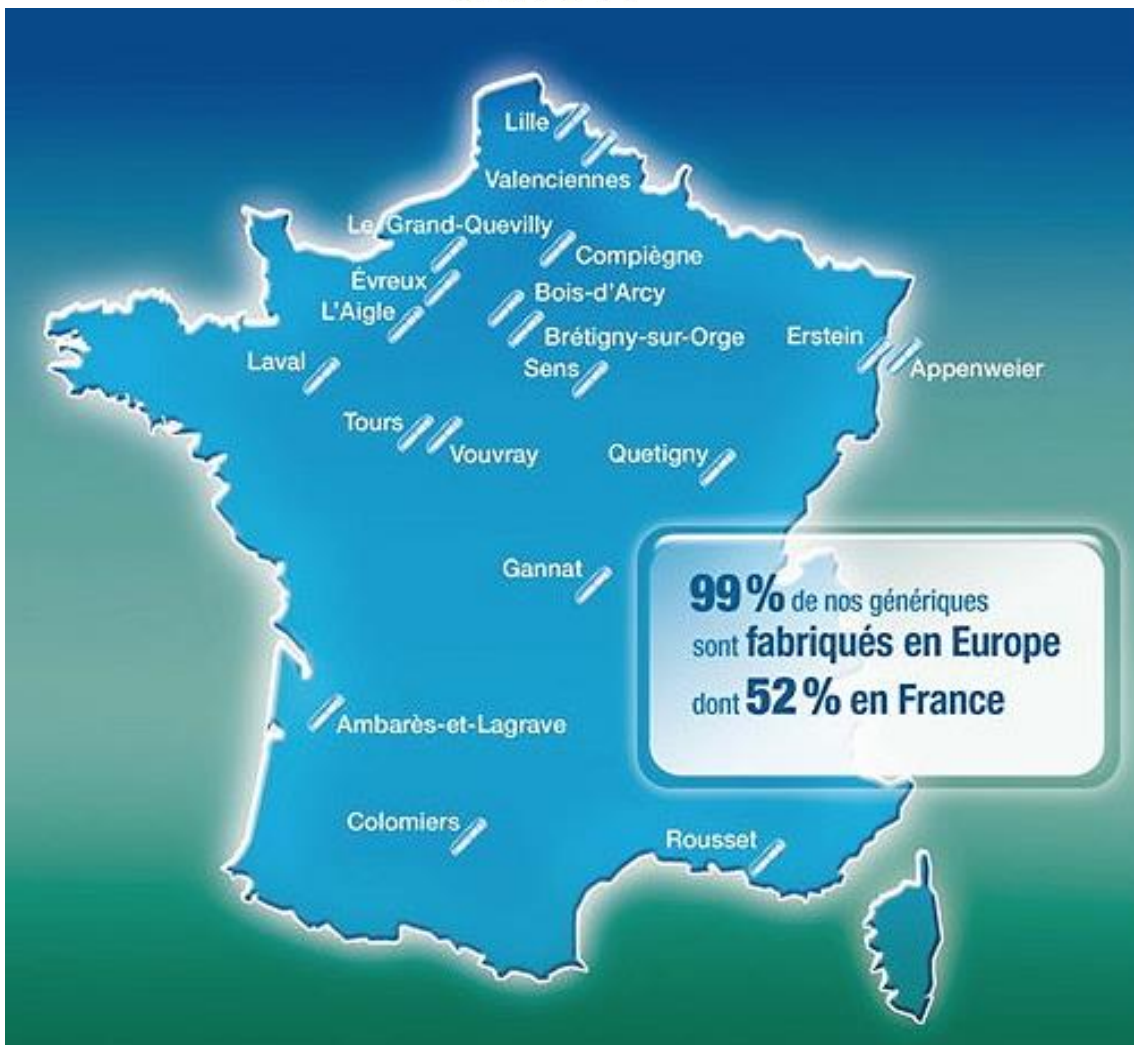 Lille
Valenciennes
Le Grand-Quevilly
Compiègne
Évreux
Bois-d'Arcy
L'Aigle
Brétigny-sur-Orge
Erstein
Laval
Sens
Appenweier
Tours
Vouvray
Quetigny
Gannat
99 % de nos génériques
sont fabriqués en Europe
dont 52 % en France
Ambarès-et-Lagrave
Colomiers
Rousset